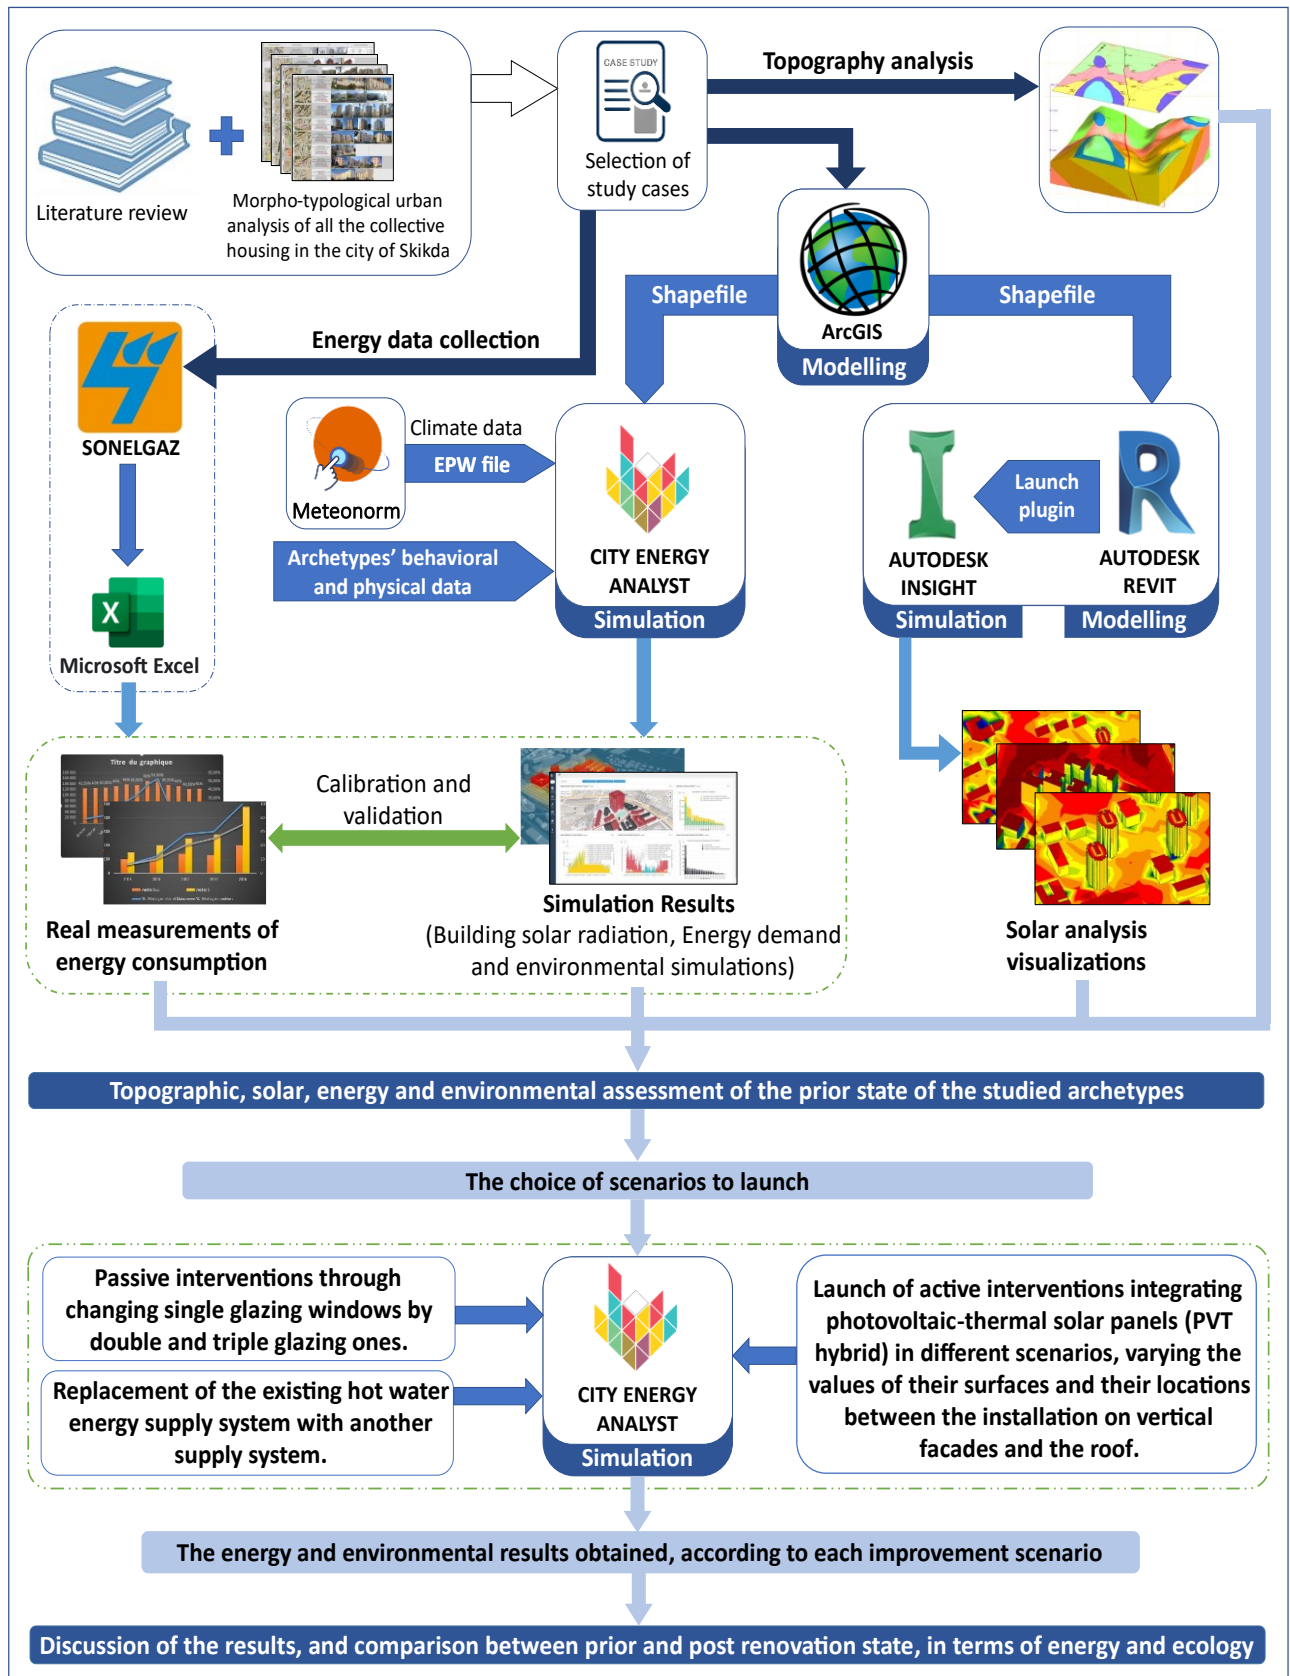 CASE STUDY
Selection of
study cases
Topography analysis
Literature review
Morpho-typological urban
analysis of all the collective
housing in the city of Skikda
Energy data collection
Shapefile
ArcGIS
Modelling
Shapefile
SONELGAZ
X
Microsoft Excel
Meteonorm
Climate data
EPW file
Archetypes’ behavioral
and physical data
CITY ENERGY
ANALYST
Simulation
AUTODESK
INSIGHT
Simulation
Launch
plugin
AUTODESK
REVIT
Modelling
Titre du graphique
Calibration and
validation
Real measurements of
energy consumption
Simulation Results
(Building solar radiation, Energy demand
and environmental simulations)
Solar analysis
visualizations
Topographic, solar, energy and environmental assessment of the prior state of the studied archetypes
The choice of scenarios to launch
Passive interventions through
changing single glazing windows by
double and triple glazing ones.
Replacement of the existing hot water
energy supply system with another
supply system.
CITY ENERGY
ANALYST
Simulation
Launch of active interventions integrating
photovoltaic-thermal solar panels (PVT
hybrid) in different scenarios, varying the
values of their surfaces and their locations
between the installation on vertical
facades and the roof.
The energy and environmental results obtained, according to each improvement scenario
Discussion of the results, and comparison between prior and post renovation state, in terms of energy and ecology